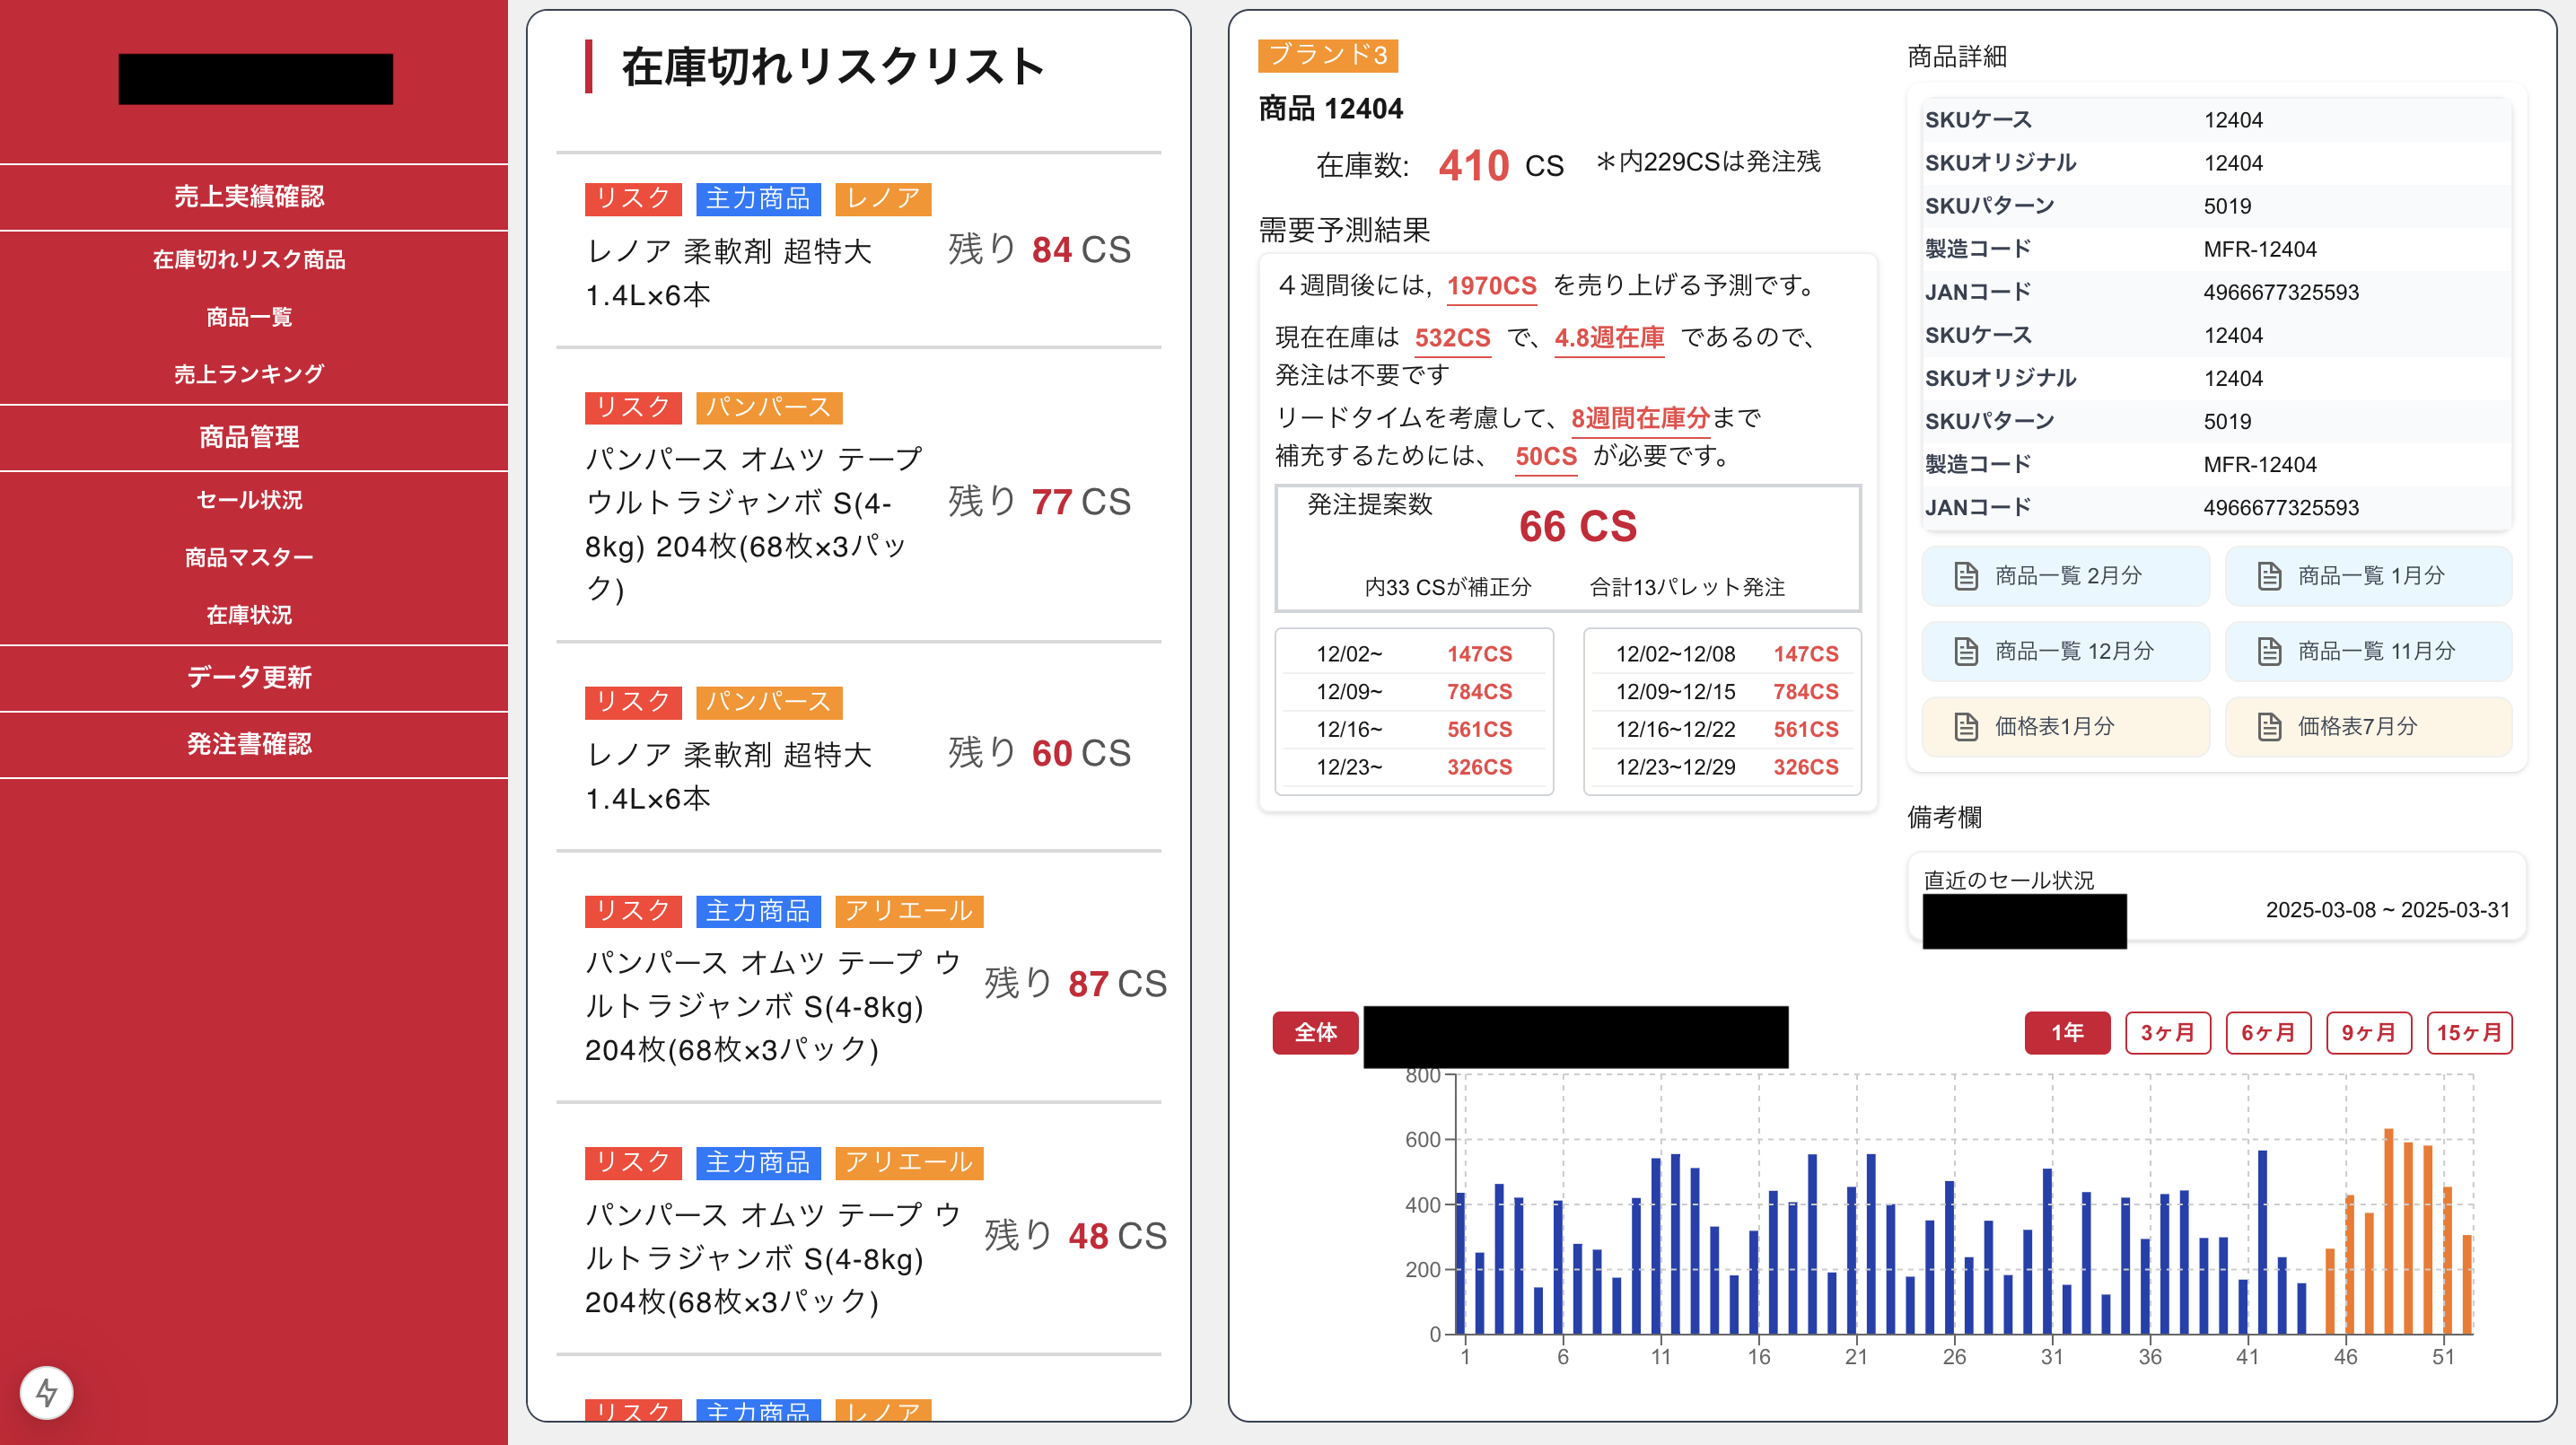 売上実績確認
在庫切れリスク商品
商品一覧
売上ランキング
商品管理
セール状況
商品マスター
在庫状況
データ更新
発注書確認
在庫切れリスクリスト
リスク 主力商品 レノア
レノア 柔軟剤 超特大
1.4L×6本
残り 84 CS
リスク パンパース
パンパース オムツ テープ
ウルトラジャンボ S(4-
8kg) 204枚(68枚×3パッ
ク)
残り 77 CS
リスク パンパース
レノア 柔軟剤 超特大
1.4L×6本
残り 60 CS
リスク 主力商品 アリエール
パンパース オムツ テープ ウ
ルトラジャンボ S(4-8kg)
204枚(68枚×3パック)
残り 87 CS
リスク 主力商品 アリエール
パンパース オムツ テープ ウ
ルトラジャンボ S(4-8kg)
204枚(68枚×3パック)
残り 48 CS
リスク 主力商品 レノア
ブランド3
商品 12404
在庫数: 410 CS ＊内229CSは発注残
需要予測結果
４週間後には, 1970CS を売り上げる予測です。
現在在庫は 532CS で、4.8週在庫 であるので、
発注は不要です
リードタイムを考慮して、8週間在庫分まで
補充するためには、 50CS が必要です。
発注提案数
66 CS
内33 CSが補正分 合計13パレット発注
12/02~ 147CS
12/09~ 784CS
12/16~ 561CS
12/23~ 326CS
12/02~12/08 147CS
12/09~12/15 784CS
12/16~12/22 561CS
12/23~12/29 326CS
商品詳細
SKUケース 12404
SKUオリジナル 12404
SKUパターン 5019
製造コード MFR-12404
JANコード 4966677325593
SKUケース 12404
SKUオリジナル 12404
SKUパターン 5019
製造コード MFR-12404
JANコード 4966677325593
商品一覧 2月分 商品一覧 1月分
商品一覧 12月分 商品一覧 11月分
価格表1月分 価格表7月分
備考欄
直近のセール状況
2025-03-08 ~ 2025-03-31
全体
1年 3ヶ月 6ヶ月 9ヶ月 15ヶ月
800
600
400
200
0
1 6 11 16 21 26 31 36 41 46 51